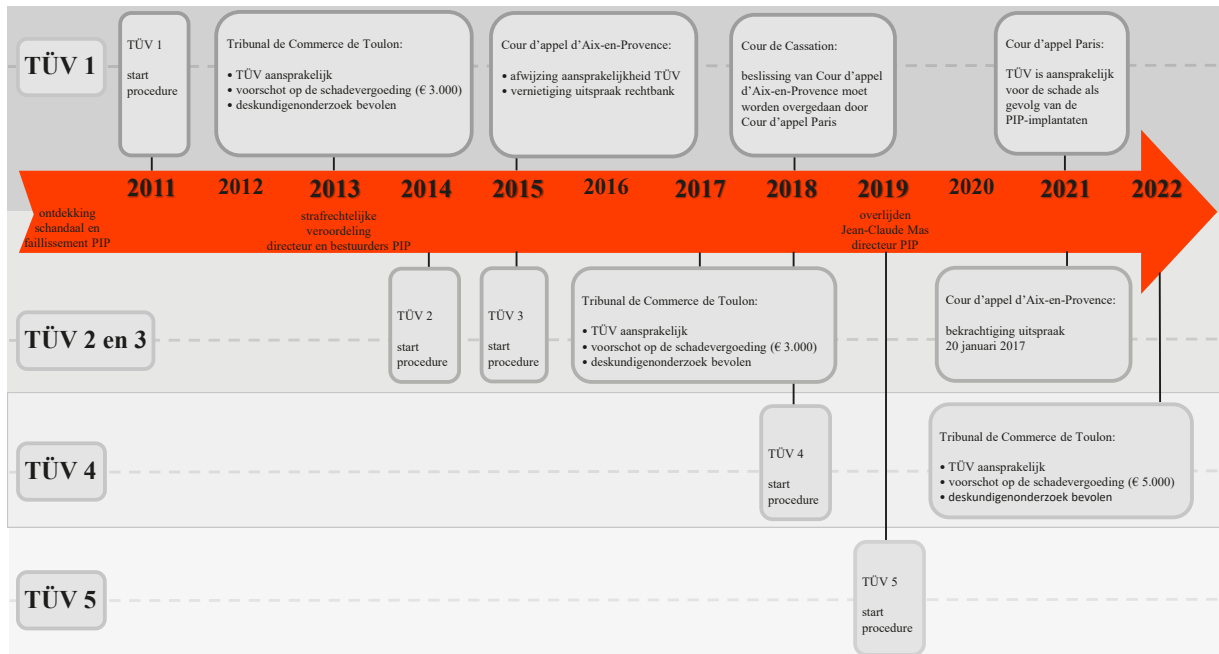 TÜV 1
TÜV 1
start
procedure
Tribunal de Commerce de Toulon:
• TÜV aansprakelijk
• voorschot op de schadevergoeding (€ 3.000)
• deskundigenonderzoek bevolen
Cour d'appel d'Aix-en-Provence:
• afwijzing aansprakelijkheid TÜV
• vernietiging uitspraak rechtbank
Cour de Cassation:
beslissing van Cour d'appel
d'Aix-en-Provence moet
worden overgedaan door
Cour d'appel Paris
Cour d'appel Paris:
TÜV is aansprakelijk
voor de schade als
gevolg van de
PIP-implantaten
2011
2012
2013
2014
2015
2016
2017
2018
2019
2020
2021
2022
ontdekking
schandaal en
faillissement PIP
strafrechtelijke
veroordeling
directeur en bestuurders PIP
overlijden
Jean-Claude Mas
directeur PIP
TÜV 2 en 3
TÜV 2
start
procedure
TÜV 3
start
procedure
Tribunal de Commerce de Toulon:
• TÜV aansprakelijk
• voorschot op de schadevergoeding (€ 3.000)
• deskundigenonderzoek bevolen
Cour d'appel d'Aix-en-Provence:
bekrachtiging uitspraak
20 januari 2017
TÜV 4
TÜV 4
start
procedure
Tribunal de Commerce de Toulon:
• TÜV aansprakelijk
• voorschot op de schadevergoeding (€ 5.000)
• deskundigenonderzoek bevolen
TÜV 5
TÜV 5
start
procedure